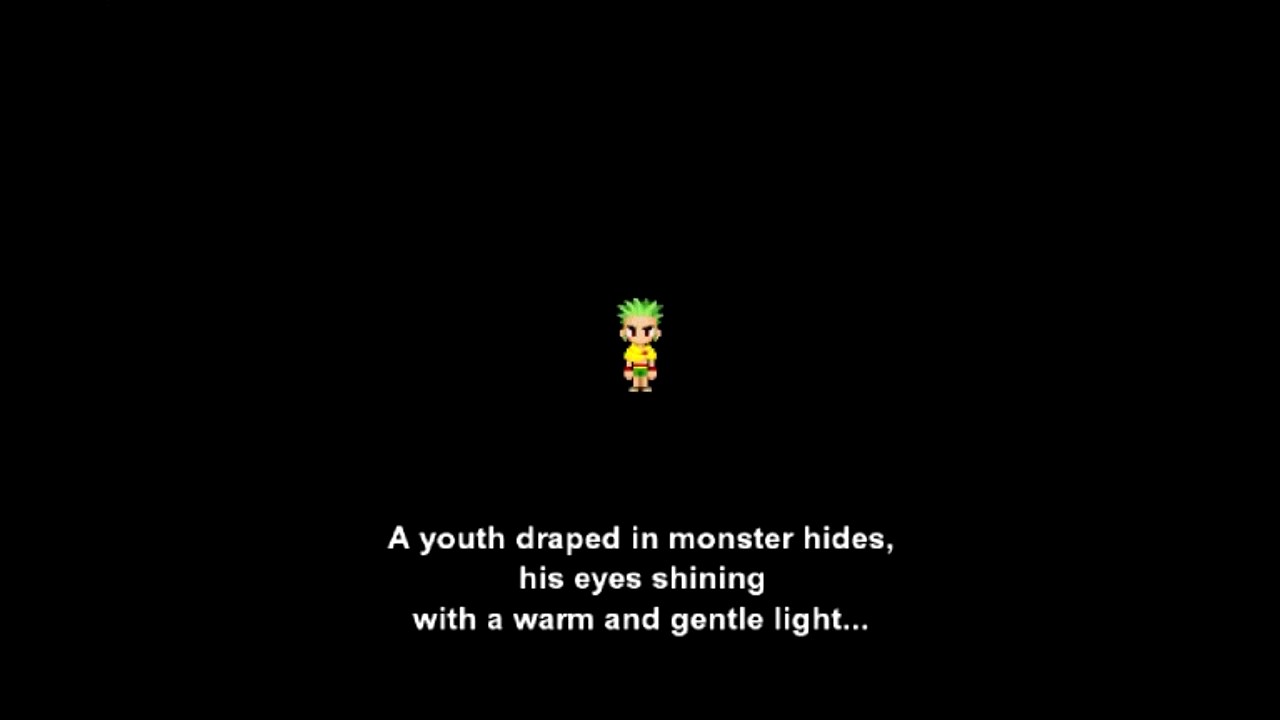 A youth draped in monster hides,
his eyes shining
with a warm and gentle light...